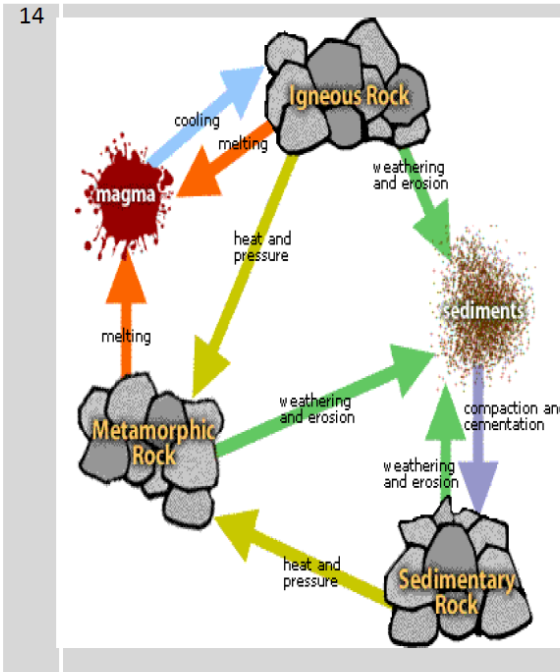 14
Igneous Rock
cooling
melting
weathering
and erosion
magma
heat and
pressure
sediments
melting
weathering
and erosion
compaction and
cementation
Metamorphic
Rock
weathering
and erosion
heat and
pressure
Sedimentary
Rock